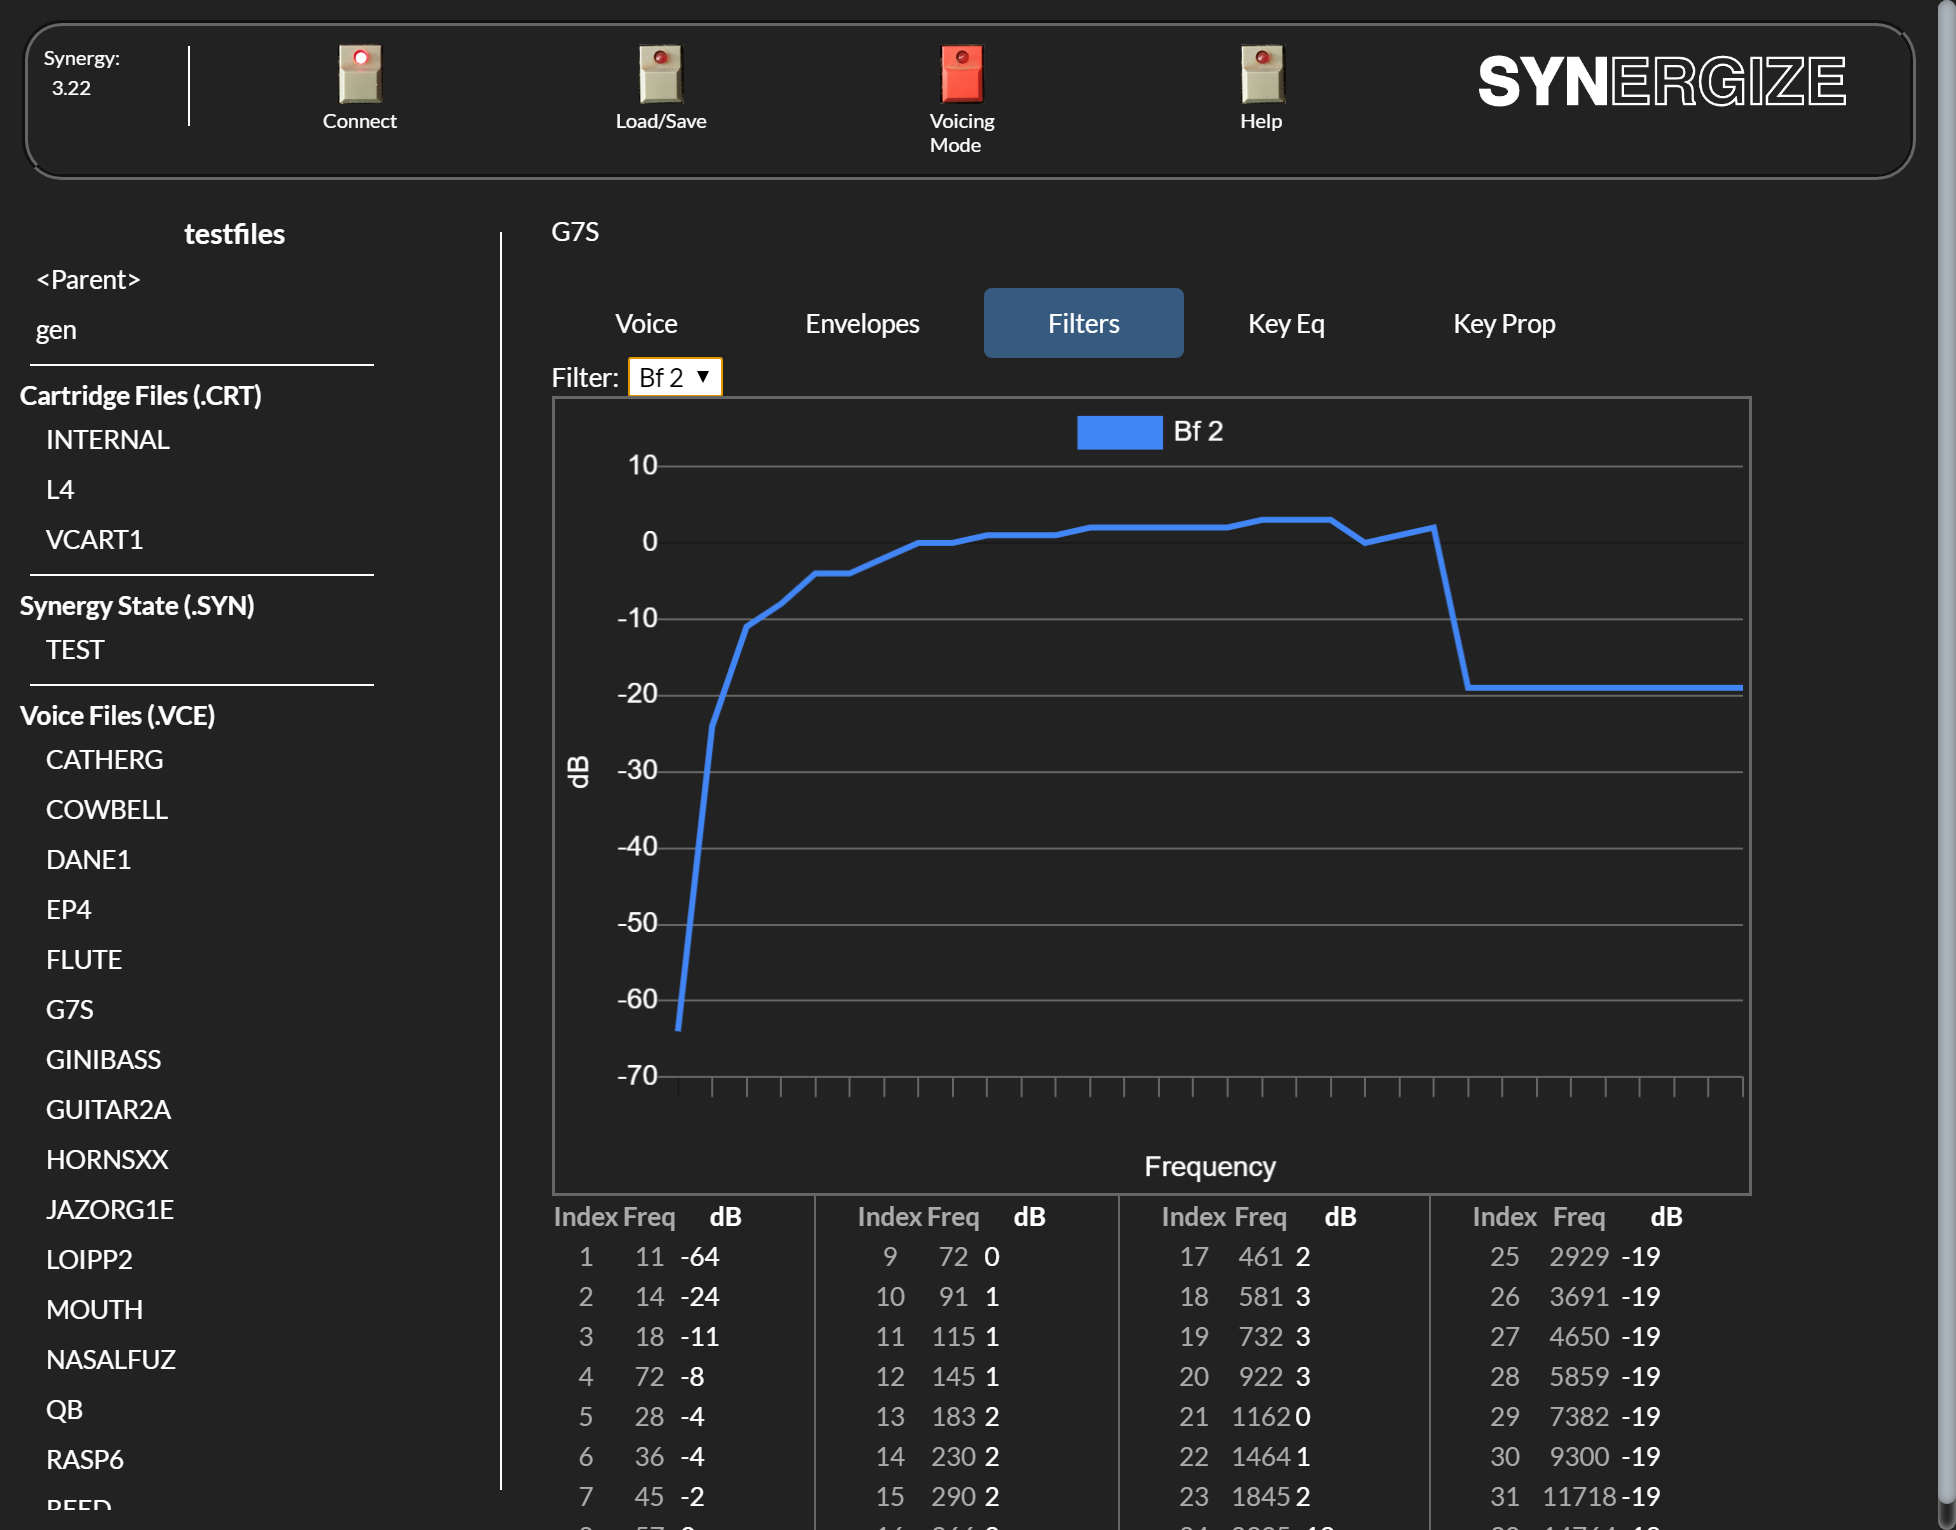 Synergy:
3.22
Connect
Load/Save
Voicing
Mode
Help
SYNERGIZE
testfiles
<Parent>
gen
Cartridge Files (.CRT)
INTERNAL
L4
VCART1
Synergy State (.SYN)
TEST
Voice Files (.VCE)
CATHERG
COWBELL
DANE1
EP4
FLUTE
G7S
GINIBASS
GUITAR2A
HORNSXX
JAZORG1E
LOIPP2
MOUTH
NASALFUZ
QB
RASP6
G7S
Voice Envelopes Filters Key Eq Key Prop
Filter: Bf 2 ▼
Bf 2
10
0
-10
-20
-30
-40
-50
-60
-70
dB
Frequency
Index Freq dB Index Freq dB Index Freq dB Index Freq dB
1 11 -64 9 72 0 17 461 2 25 2929 -19
2 14 -24 10 91 1 18 581 3 26 3691 -19
3 18 -11 11 115 1 19 732 3 27 4650 -19
4 72 -8 12 145 1 20 922 3 28 5859 -19
5 28 -4 13 183 2 21 1162 0 29 7382 -19
6 36 -4 14 230 2 22 1464 1 30 9300 -19
7 45 -2 15 290 2 23 1845 2 31 11718 -19